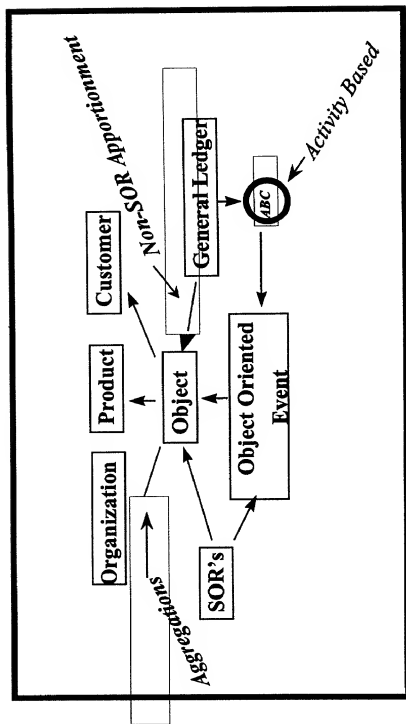 Organization
Product
Customer
Aggregations
Object
Non-SOR Apportionment
General Ledger
SOR's
Object Oriented
Event
ABC
Activity Based